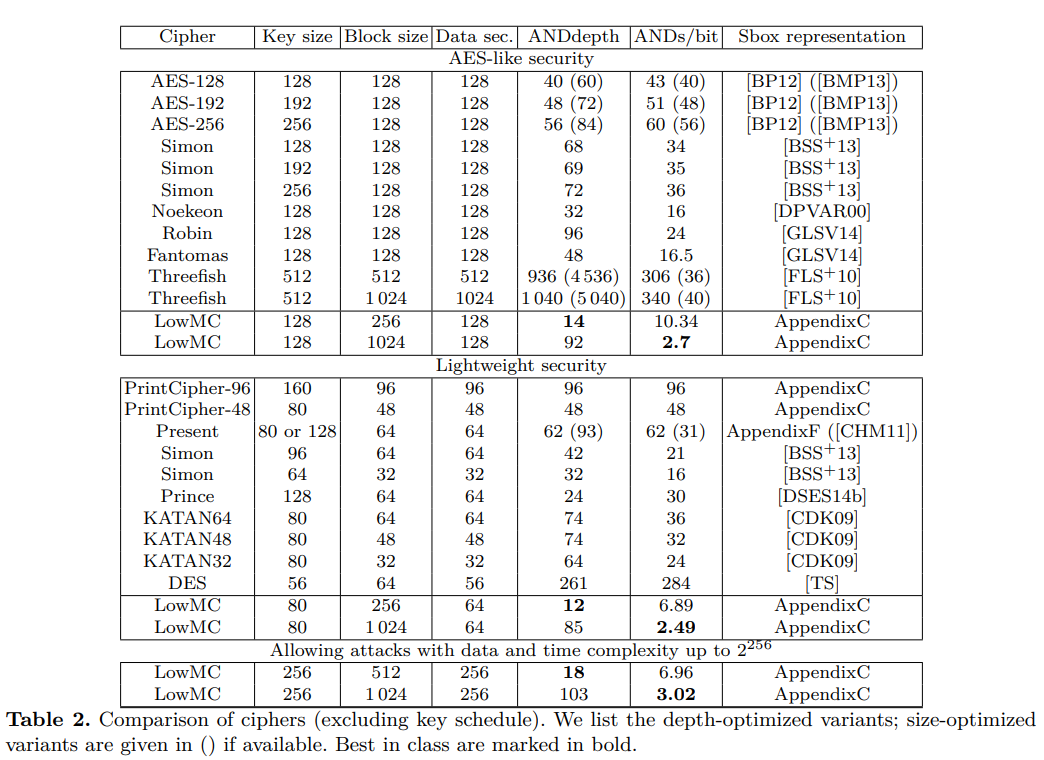 Cipher Key size Block size Data sec. ANDdepth ANDs/bit Sbox representation
AES-like security
AES-128 128 128 128 40 (60) 43 (40) [BP12] ([BMP13])
AES-192 192 128 128 48 (72) 51 (48) [BP12] ([BMP13])
AES-256 256 128 128 56 (84) 60 (56) [BP12] ([BMP13])
Simon 128 128 128 68 34 [BSS+13]
Simon 192 128 128 69 35 [BSS+13]
Simon 256 128 128 72 36 [BSS+13]
Noekeon 128 128 128 32 16 [DPVAR00]
Robin 128 128 128 96 24 [GLSV14]
Fantomas 128 128 128 48 16.5 [GLSV14]
Threefish 512 512 512 936 (4 536) 306 (36) [FLS+10]
Threefish 512 1 024 1024 1 040 (5 040) 340 (40) [FLS+10]
LowMC 128 256 128 14 10.34 AppendixC
LowMC 128 1024 128 92 2.7 AppendixC
Lightweight security
PrintCipher-96 160 96 96 96 96 AppendixC
PrintCipher-48 80 48 48 48 48 AppendixC
Present 80 or 128 64 64 62 (93) 62 (31) AppendixF ([CHM11])
Simon 96 64 64 42 21 [BSS+13]
Simon 64 32 32 32 16 [BSS+13]
Prince 128 64 64 24 30 [DSES14b]
KATAN64 80 64 64 74 36 [CDK09]
KATAN48 80 48 48 74 32 [CDK09]
KATAN32 80 32 32 64 24 [CDK09]
DES 56 64 56 261 284 [TS]
LowMC 80 256 64 12 6.89 AppendixC
LowMC 80 1 024 64 85 2.49 AppendixC
Allowing attacks with data and time complexity up to 2^256
LowMC 256 512 256 18 6.96 AppendixC
LowMC 256 1 024 256 103 3.02 AppendixC
Table 2. Comparison of ciphers (excluding key schedule). We list the depth-optimized variants; size-optimized
variants are given in () if available. Best in class are marked in bold.